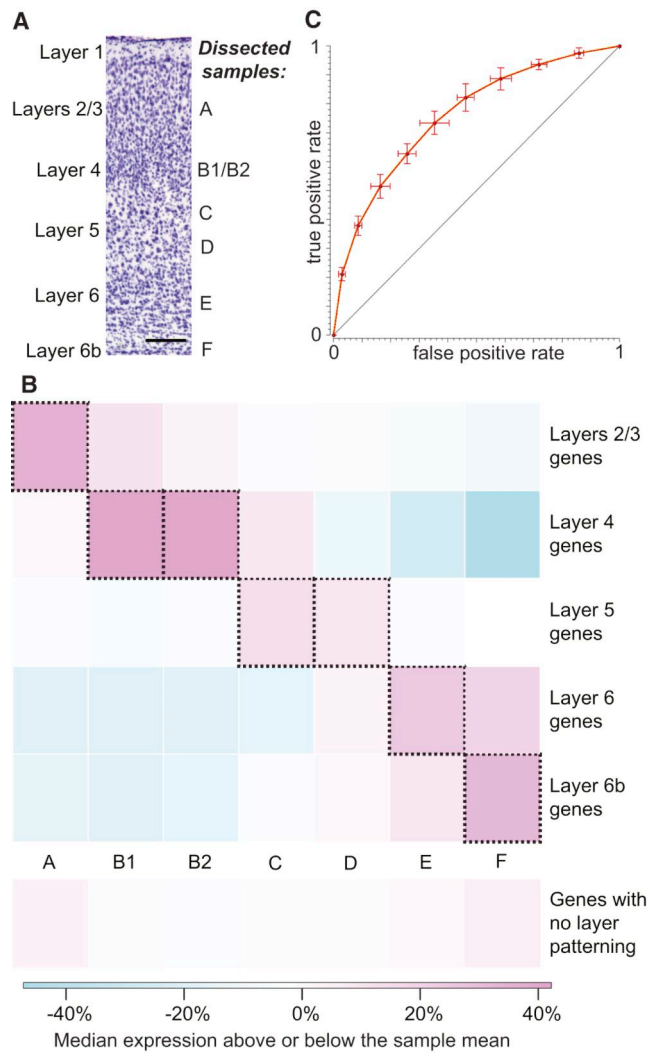 A
Layer 1
Layers 2/3
Layer 4
Layer 5
Layer 6
Layer 6b
Dissected
samples:
A
B1/B2
C
D
E
F
C
1
true positive rate
0
0
false positive rate
1
B
Layers 2/3
genes
Layer 4
genes
Layer 5
genes
Layer 6
genes
Layer 6b
genes
A B1 B2 C D E F
Genes with
no layer
patterning
-40% -20% 0% 20% 40%
Median expression above or below the sample mean